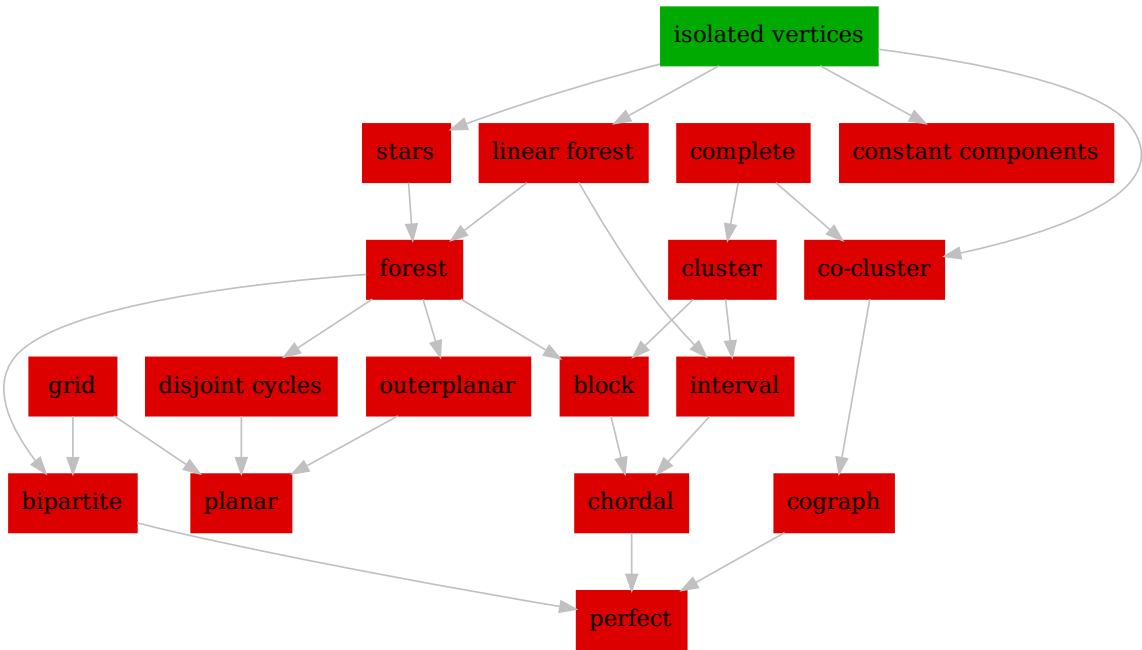 isolated vertices
stars
linear forest
complete
constant components
forest
cluster
co-cluster
grid
disjoint cycles
outerplanar
block
interval
bipartite
planar
chordal
cograph
perfect